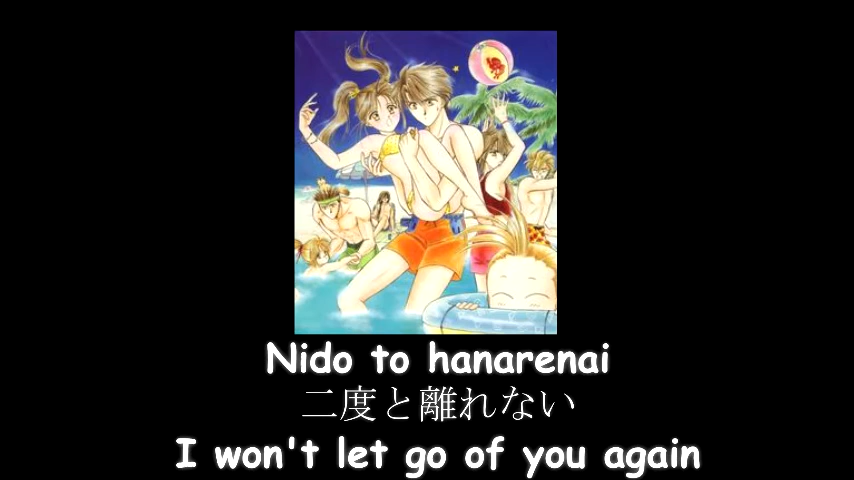 Nido to hanarenai
二度と離れない
I won't let go of you again